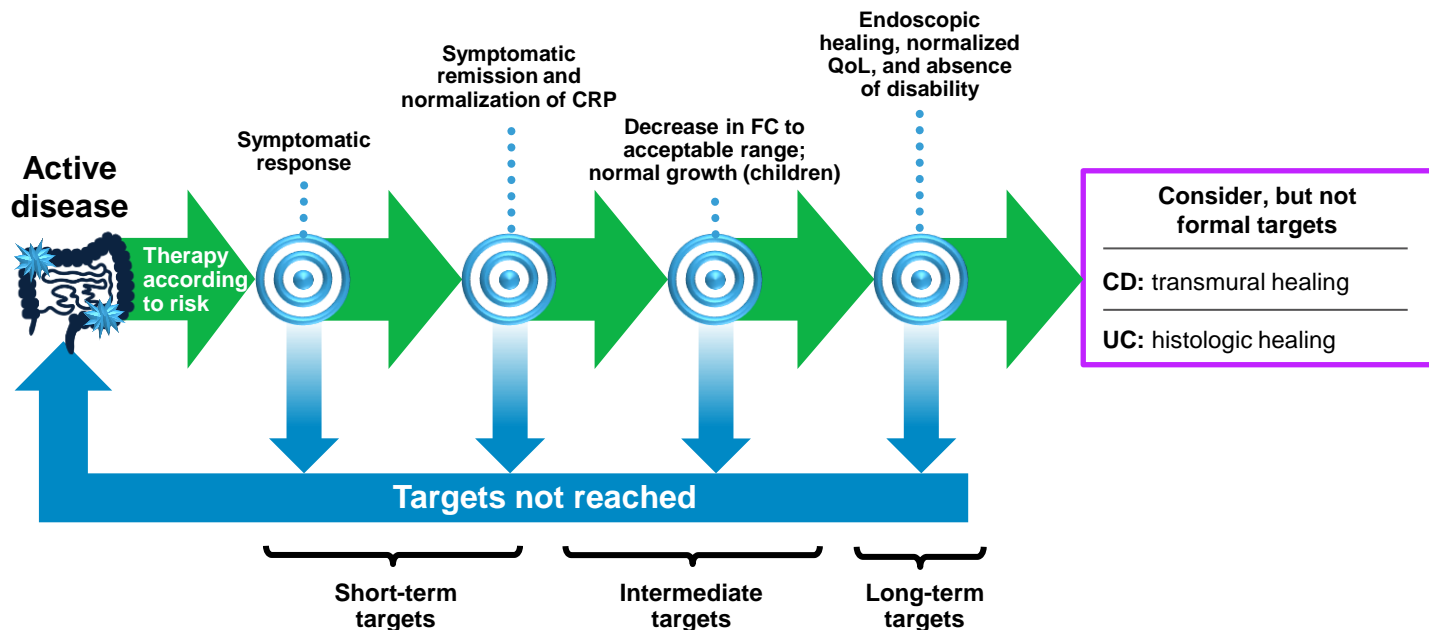 Active
disease
Therapy
according
to risk
Symptomatic
response
Symptomatic
remission and
normalization of CRP
Decrease in FC to
acceptable range;
normal growth (children)
Endoscopic
healing, normalized
QoL, and absence
of disability
Consider, but not
formal targets
CD: transmural healing
UC: histologic healing
Targets not reached
Short-term
targets
Intermediate
targets
Long-term
targets